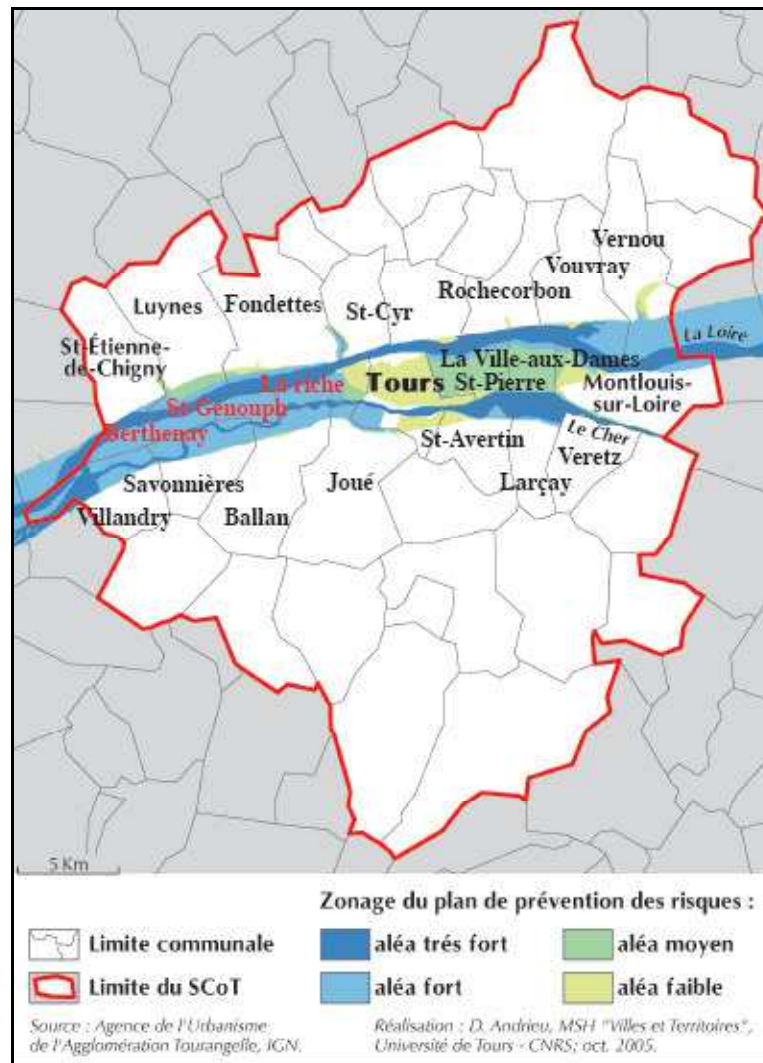 Vernou
Vouvray
Rochecorbon
Luynes
Fondettes
St-Cyr
La Loire
St-Étienne-
de-Chigny
La Ville-aux-Dames
La riche
Tours
St-Pierre
Montlouis-
sur-Loire
St-Genouph
Berthenay
St-Avertin
Le Cher
Veretz
Savonnières
Joué
Larçay
Villandry
Ballan
5 Km
Zonage du plan de prévention des risques :
Limite communale
aléa trés fort
aléa moyen
Limite du SCoT
aléa fort
aléa faible
Source : Agence de l'Urbanisme
de l'Agglomération Tourangelle, IGN.
Réalisation : D. Andrieu, MSH "Villes et Territoires",
Université de Tours - CNRS; oct. 2005.